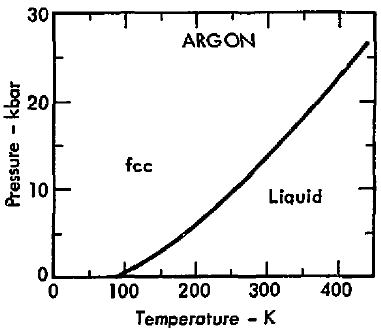 ARGON
30
20
10
0
Pressure - kbar
fcc
Liquid
0 100 200 300 400
Temperature - K